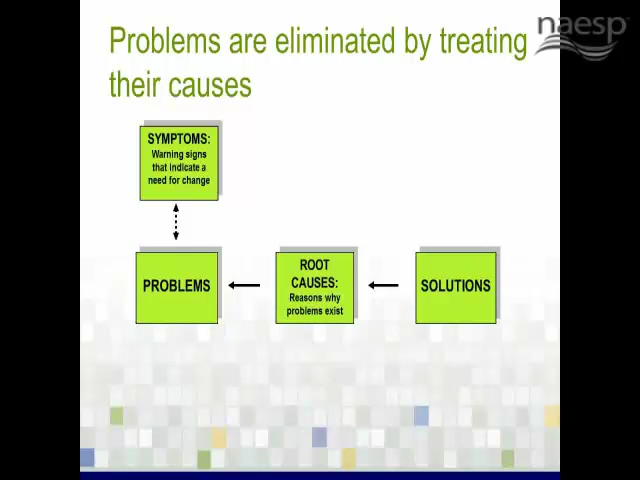 Problems are eliminated by treating
their causes
naesp
SYMPTOMS:
Warning signs
that indicate a
need for change
PROBLEMS
ROOT
CAUSES:
Reasons why
problems exist
SOLUTIONS